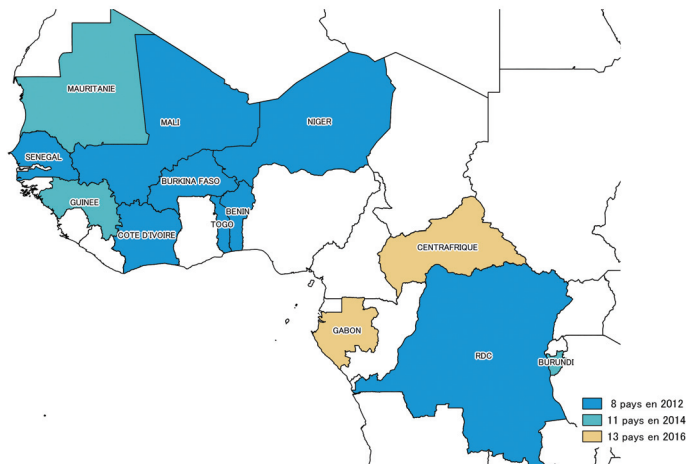 MAURITANIE
MALI
NIGER
SENEGAL
BURKINA FASO
GUINEE
BENIN
TOGO
COTE D'IVOIRE
CENTRAFRIQUE
GABON
RDC
BURUNDI
8 pays en 2012
11 pays en 2014
13 pays en 2016